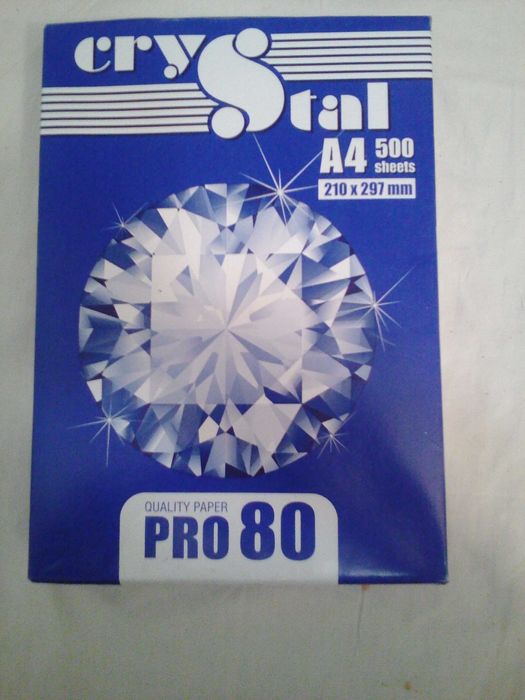 cryStal
A4 500 sheets
210 x 297 mm
QUALITY PAPER
PRO 80